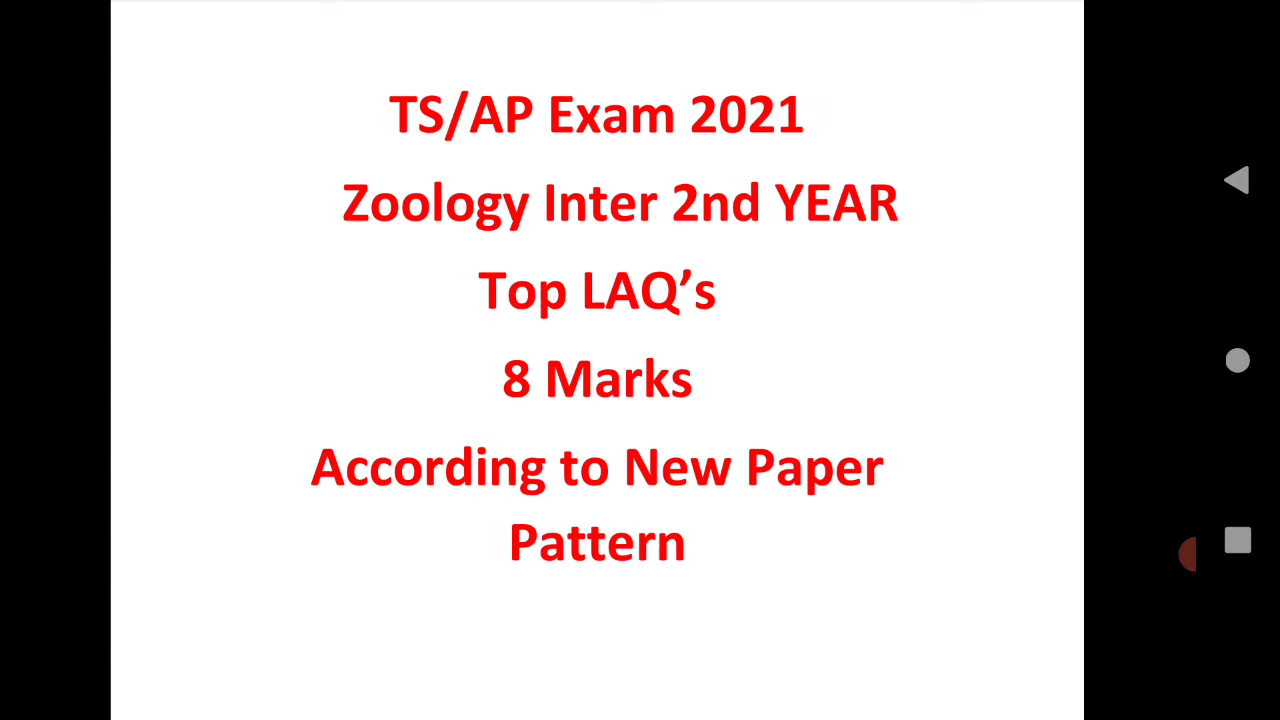 TS/AP Exam 2021
Zoology Inter 2nd YEAR
Top LAQ’s
8 Marks
According to New Paper
Pattern